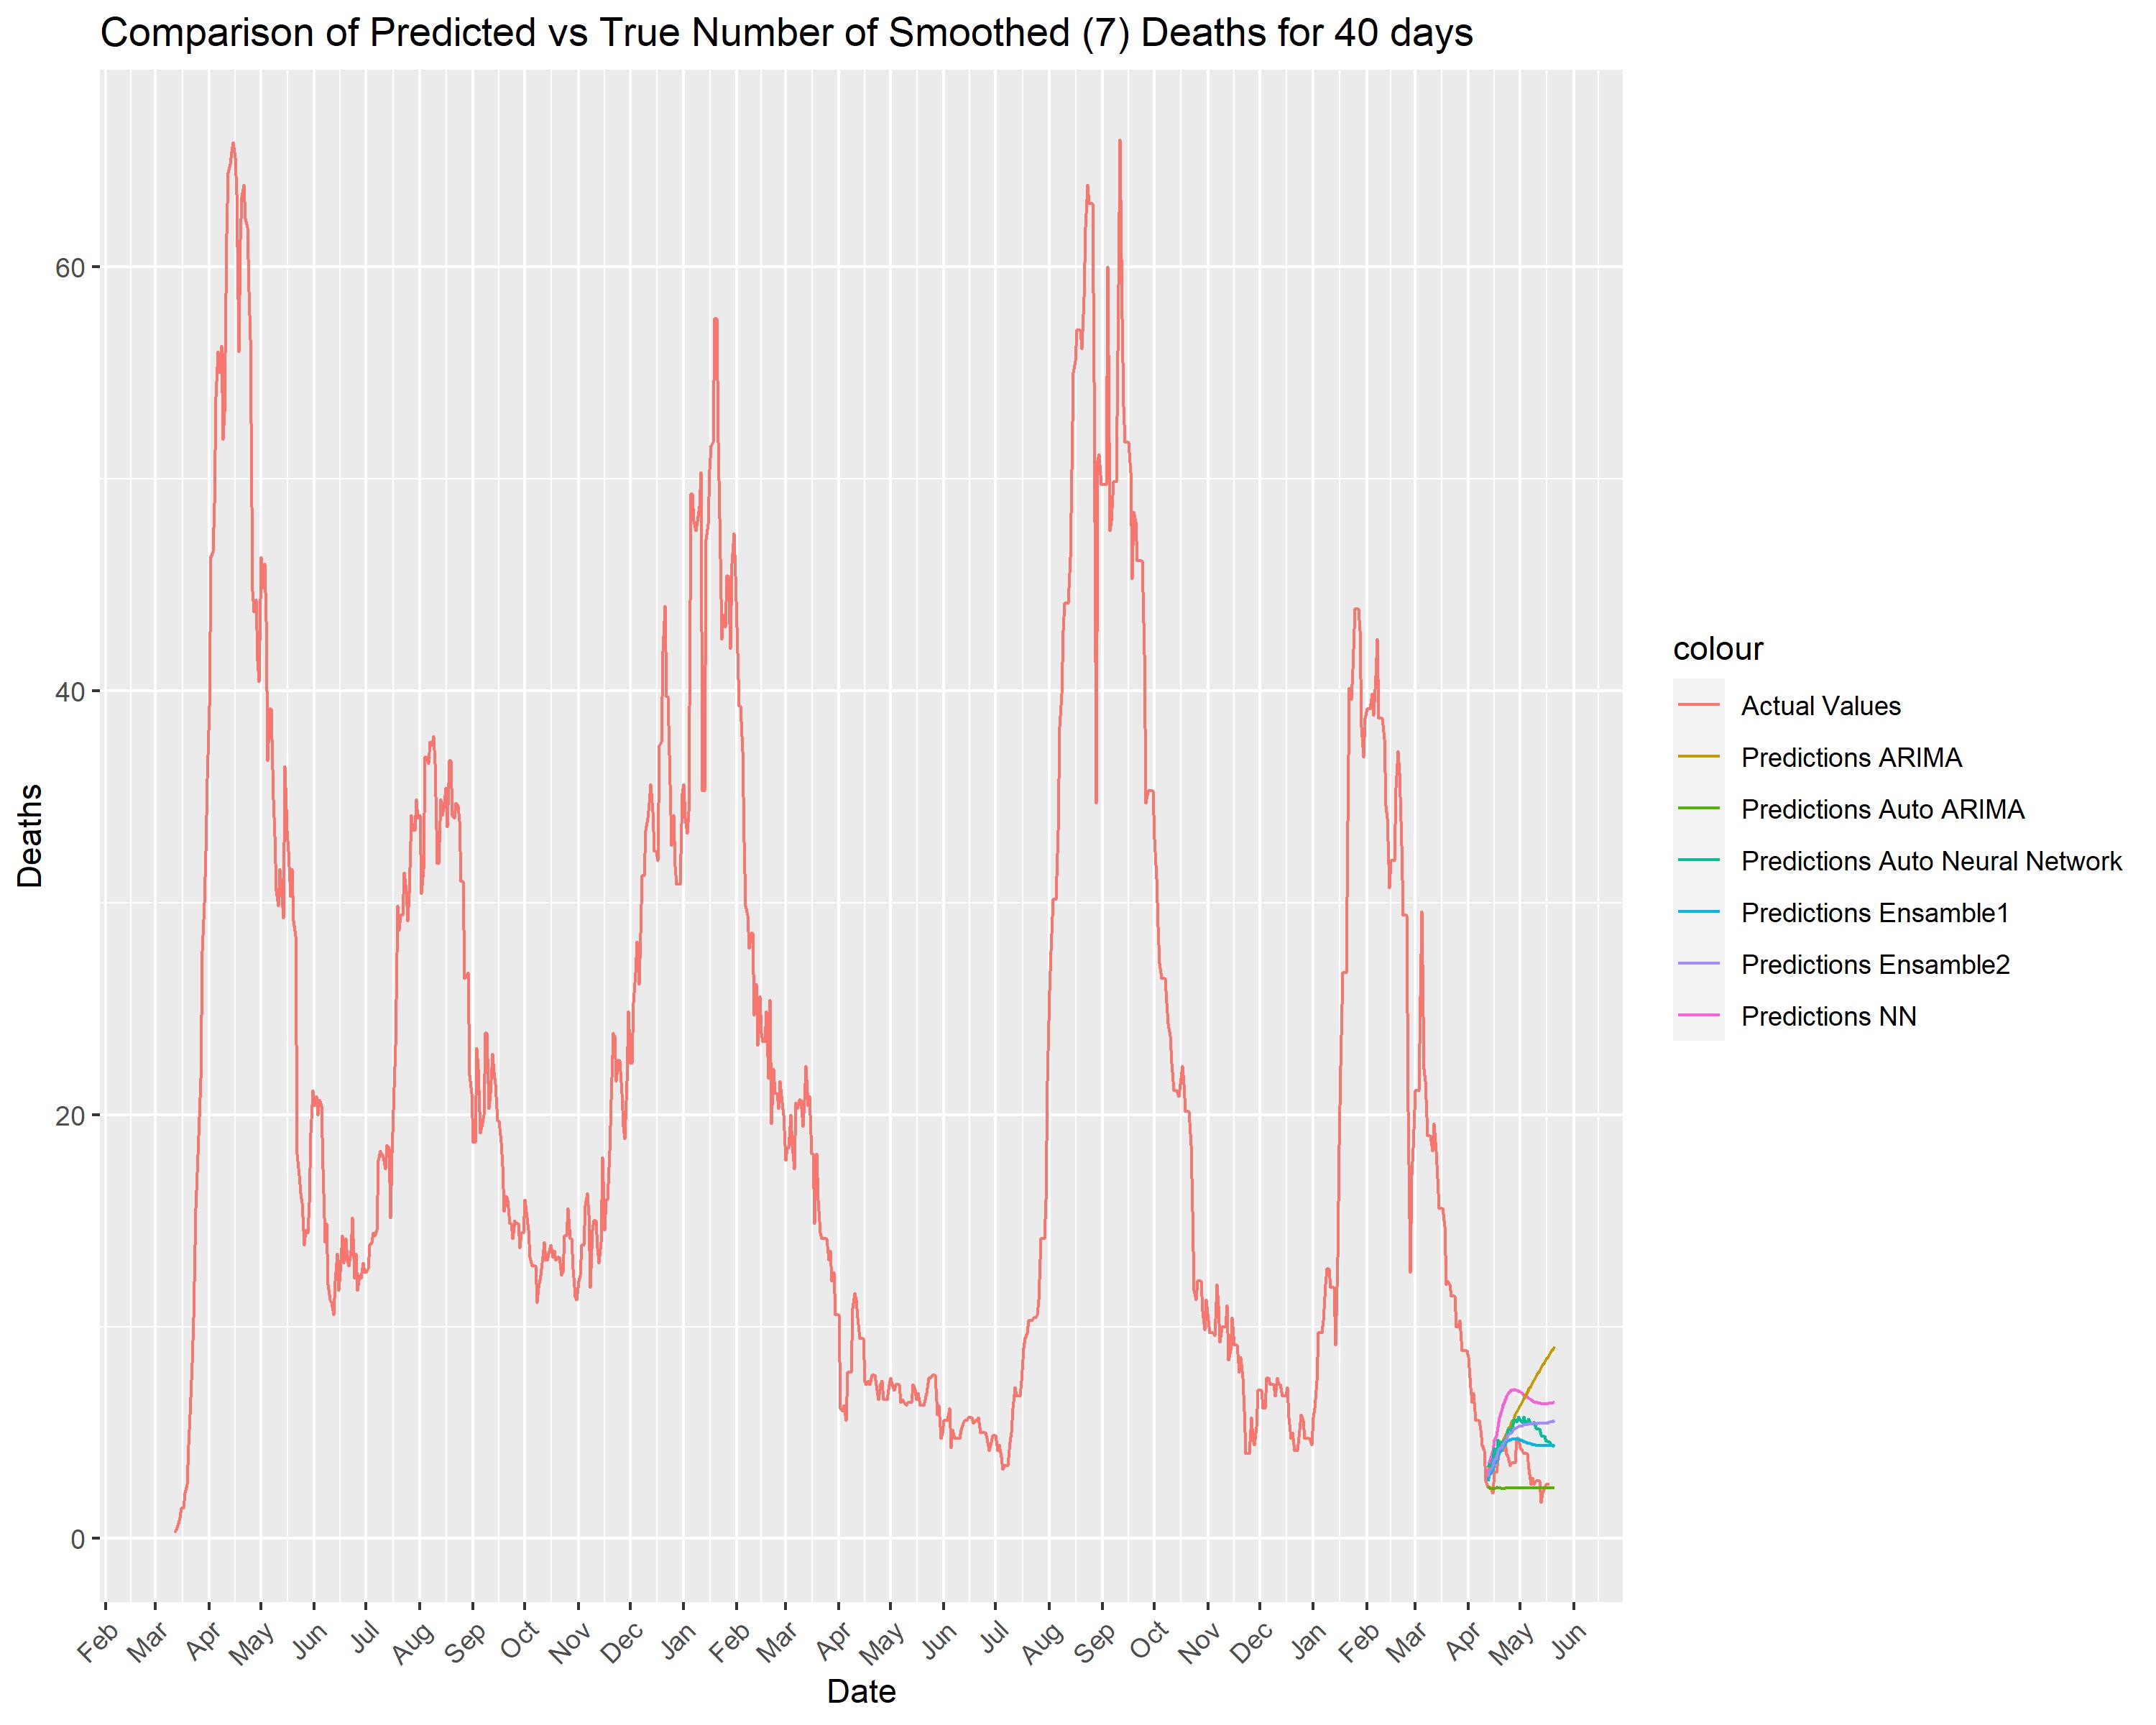 Comparison of Predicted vs True Number of Smoothed (7) Deaths for 40 days
60
40
20
0
Deaths
Feb Mar Apr May Jun Jul Aug Sep Oct Nov Dec Jan Feb Mar Apr May Jun Jul Aug Sep Oct Nov Dec Jan Feb Mar Apr May Jun
Date
colour
Actual Values
Predictions ARIMA
Predictions Auto ARIMA
Predictions Auto Neural Network
Predictions Ensamble1
Predictions Ensamble2
Predictions NN